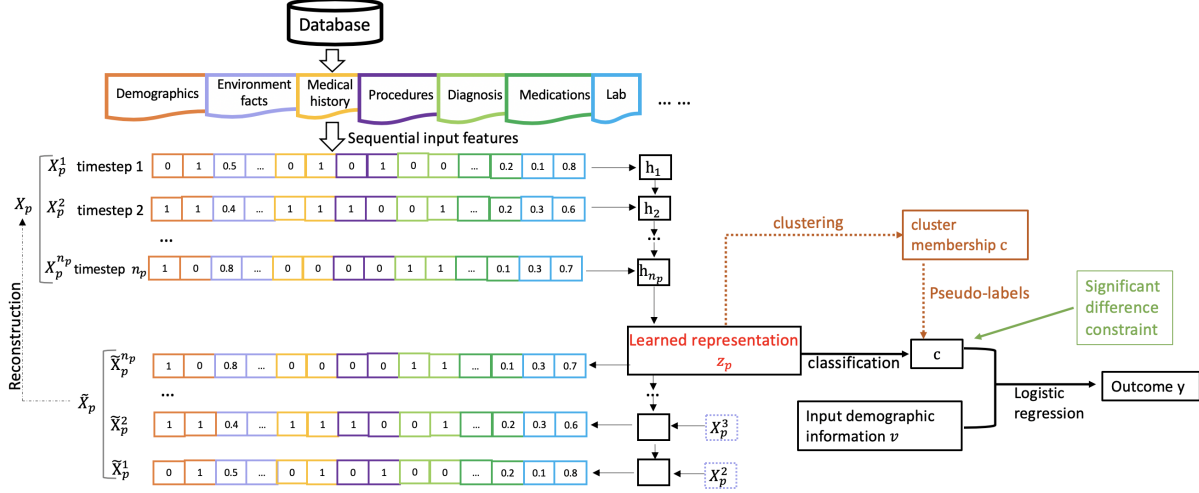 Database
Demographics
Environment
facts
Medical
history
Procedures
Diagnosis
Medications
Lab
... ...
Sequential input features
X_p^1 timestep 1 0 1 0.5 ... 0 1 0 1 0 0 ... 0.2 0.1 0.8 h_1
X_p
X_p^2 timestep 2 1 1 0.4 ... 1 1 1 0 0 1 ... 0.2 0.3 0.6 h_2
... ...
X_p^{n_p} timestep n_p 1 0 0.8 ... 0 0 0 0 1 1 ... 0.1 0.3 0.7 h_{n_p}
clustering
cluster
membership c
Pseudo-labels
Significant
difference
constraint
Reconstruction
Learned representation
z_p
classification
c
X̃_p^{n_p} 1 0 0.8 ... 0 0 0 0 1 1 ... 0.1 0.3 0.7
... ...
X̃_p
X̃_p^2 1 1 0.4 ... 1 1 1 0 0 1 ... 0.2 0.3 0.6 X_p^3
X̃_p^1 0 1 0.5 ... 0 1 0 1 0 0 ... 0.2 0.1 0.8 X_p^2
Input demographic
information v
Logistic
regression
Outcome y